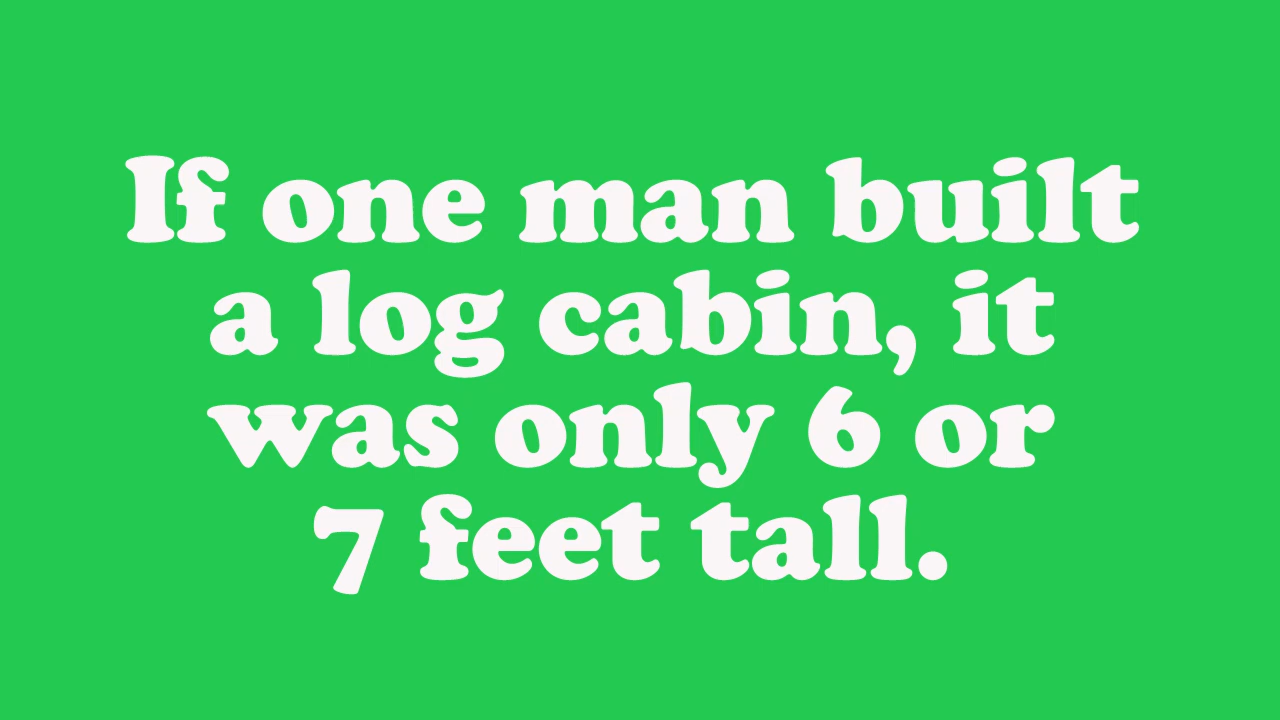 If one man built
a log cabin, it
was only 6 or
7 feet tall.